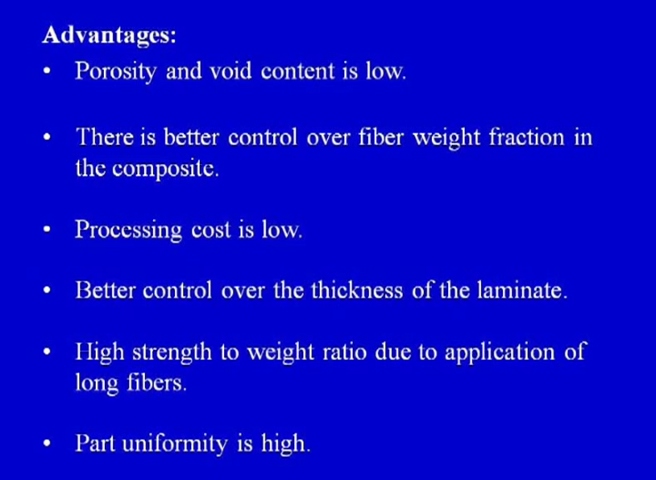 Advantages:
• Porosity and void content is low.
• There is better control over fiber weight fraction in
the composite.
• Processing cost is low.
• Better control over the thickness of the laminate.
• High strength to weight ratio due to application of
long fibers.
• Part uniformity is high.